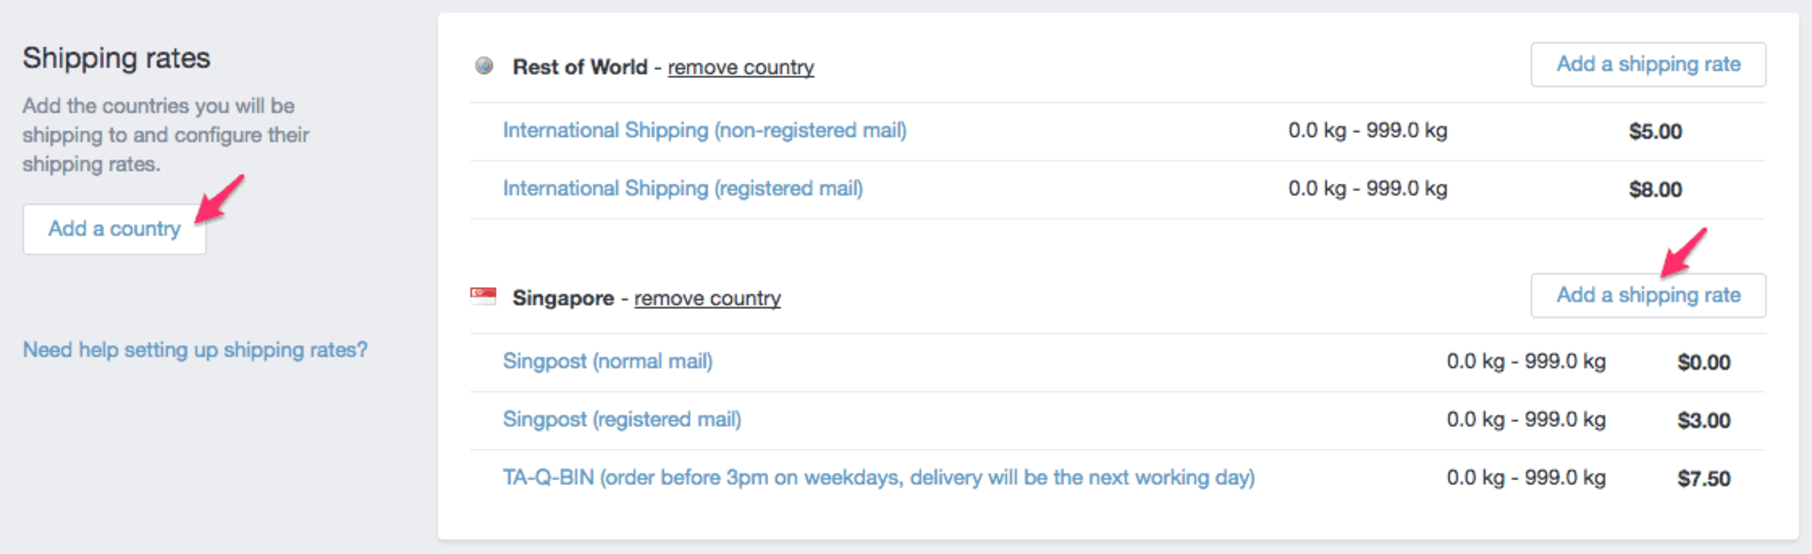 Shipping rates
Add the countries you will be
shipping to and configure their
shipping rates.
Add a country
Need help setting up shipping rates?
Rest of World - remove country
Add a shipping rate
International Shipping (non-registered mail) 0.0 kg - 999.0 kg $5.00
International Shipping (registered mail) 0.0 kg - 999.0 kg $8.00
Singapore - remove country
Add a shipping rate
Singpost (normal mail) 0.0 kg - 999.0 kg $0.00
Singpost (registered mail) 0.0 kg - 999.0 kg $3.00
TA-Q-BIN (order before 3pm on weekdays, delivery will be the next working day) 0.0 kg - 999.0 kg $7.50